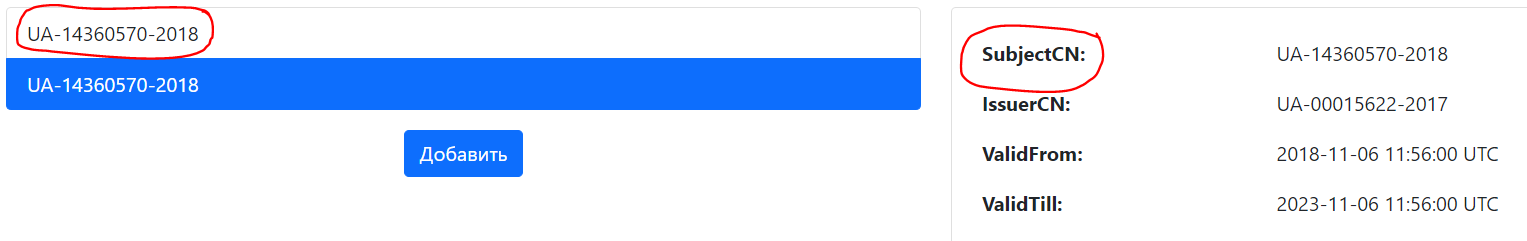 UA-14360570-2018
UA-14360570-2018
Добавить
SubjectCN: UA-14360570-2018
IssuerCN: UA-00015622-2017
ValidFrom: 2018-11-06 11:56:00 UTC
ValidTill: 2023-11-06 11:56:00 UTC